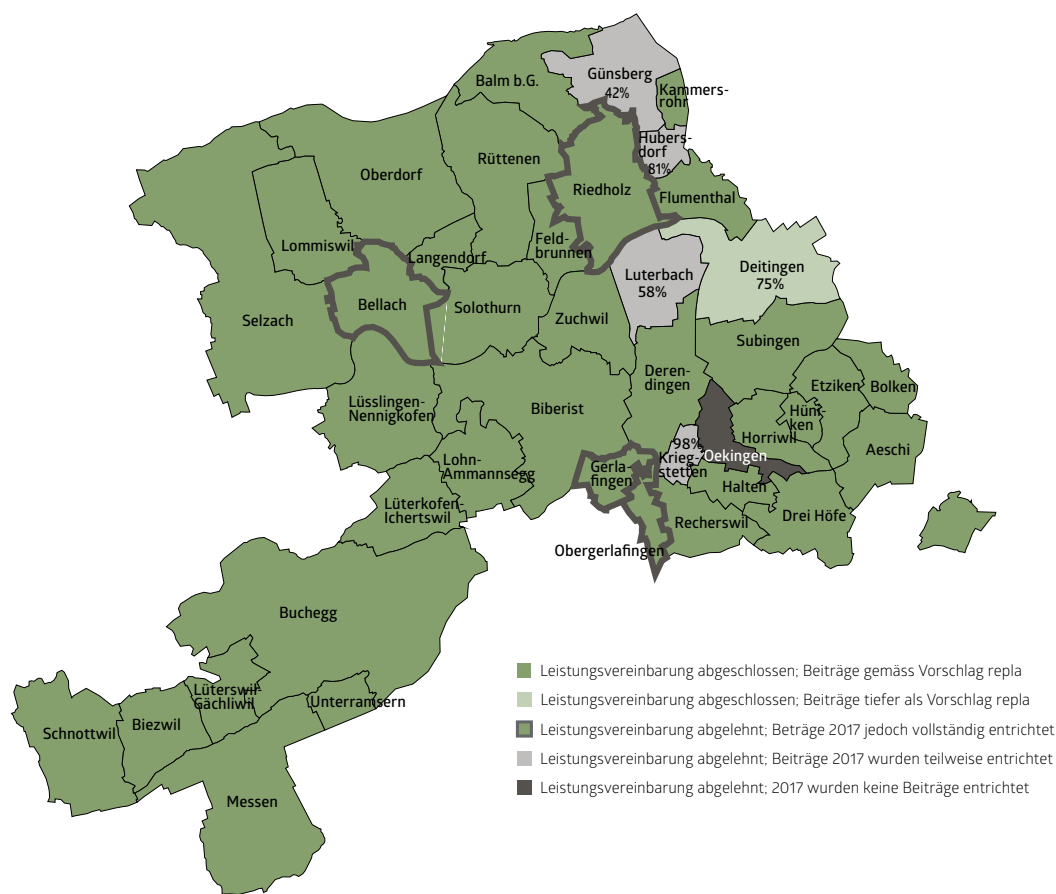 Balm b.G.
Günsberg
42%
Kammers-
rohr
Hubers-
dorf
81%
Rüttenen
Oberdorf
Riedholz
Flumenthal
Feld-
brunnen
Lommiswil
Langendorf
Luterbach
58%
Deitingen
75%
Bellach
Solothurn
Zuchwil
Selzach
Subingen
Deren-
dingen
Etziken
Bolken
Lüsslingen-
Nennigkofen
Biberist
Hüni-
ken
Horriwil
98%
Krieg-
stetten
Oekingen
Aeschi
Lohn-
Ammannsegg
Gerla-
fingen
Halten
Lüterkofen-
Ichertswil
Recherswil
Drei Höfe
Obergerlafingen
Buchegg
Lüterswil-
Gächliwil
Unterramsern
Biezwil
Schnottwil
Messen
Leistungsvereinbarung abgeschlossen; Beiträge gemäss Vorschlag repla
Leistungsvereinbarung abgeschlossen; Beiträge tiefer als Vorschlag repla
Leistungsvereinbarung abgelehnt; Beträge 2017 jedoch vollständig entrichtet
Leistungsvereinbarung abgelehnt; Beiträge 2017 wurden teilweise entrichtet
Leistungsvereinbarung abgelehnt; 2017 wurden keine Beiträge entrichtet